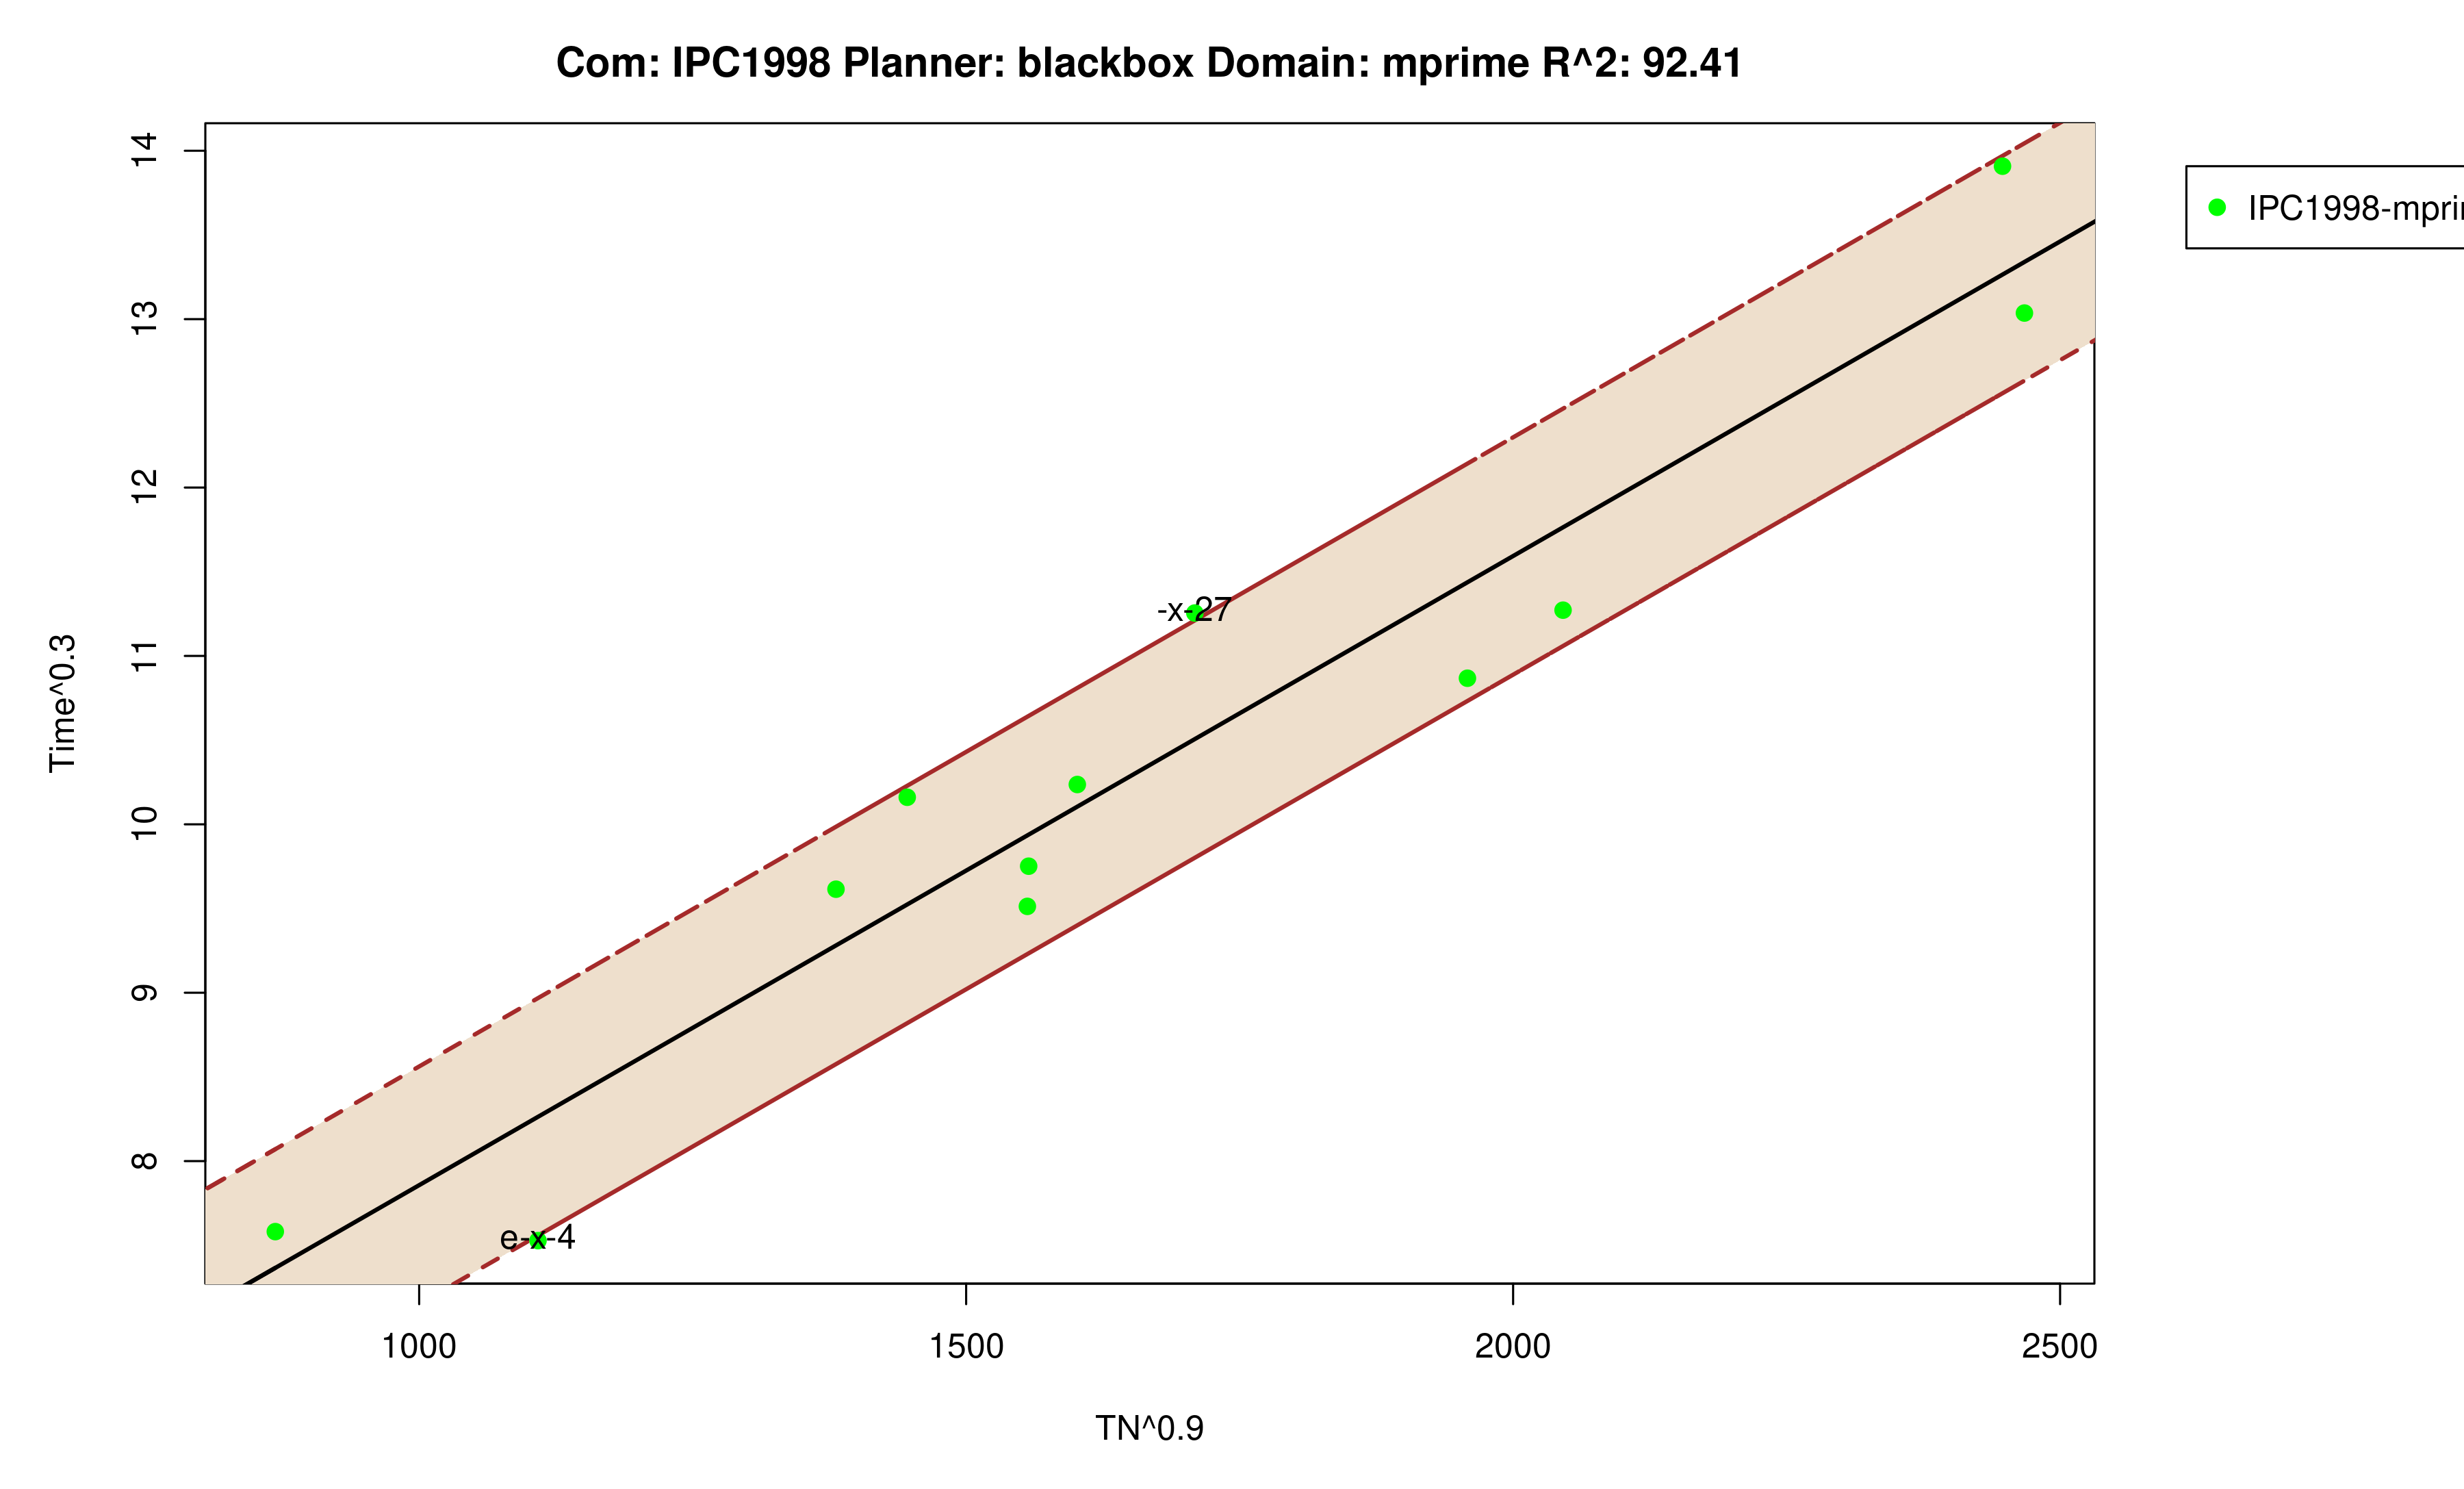 Com: IPC1998 Planner: blackbox Domain: mprime R^2: 92.41
14
13
12
11
10
9
8
Time^0.3
IPC1998-mpri
-x-27
e-x-4
1000 1500 2000 2500
TN^0.9